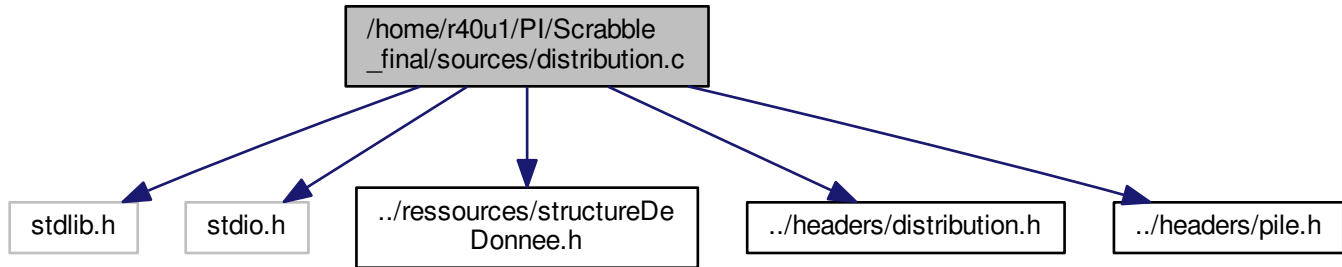 /home/r40u1/PI/Scrabble
_final/sources/distribution.c
stdlib.h
stdio.h
../ressources/structureDe
Donnee.h
../headers/distribution.h
../headers/pile.h